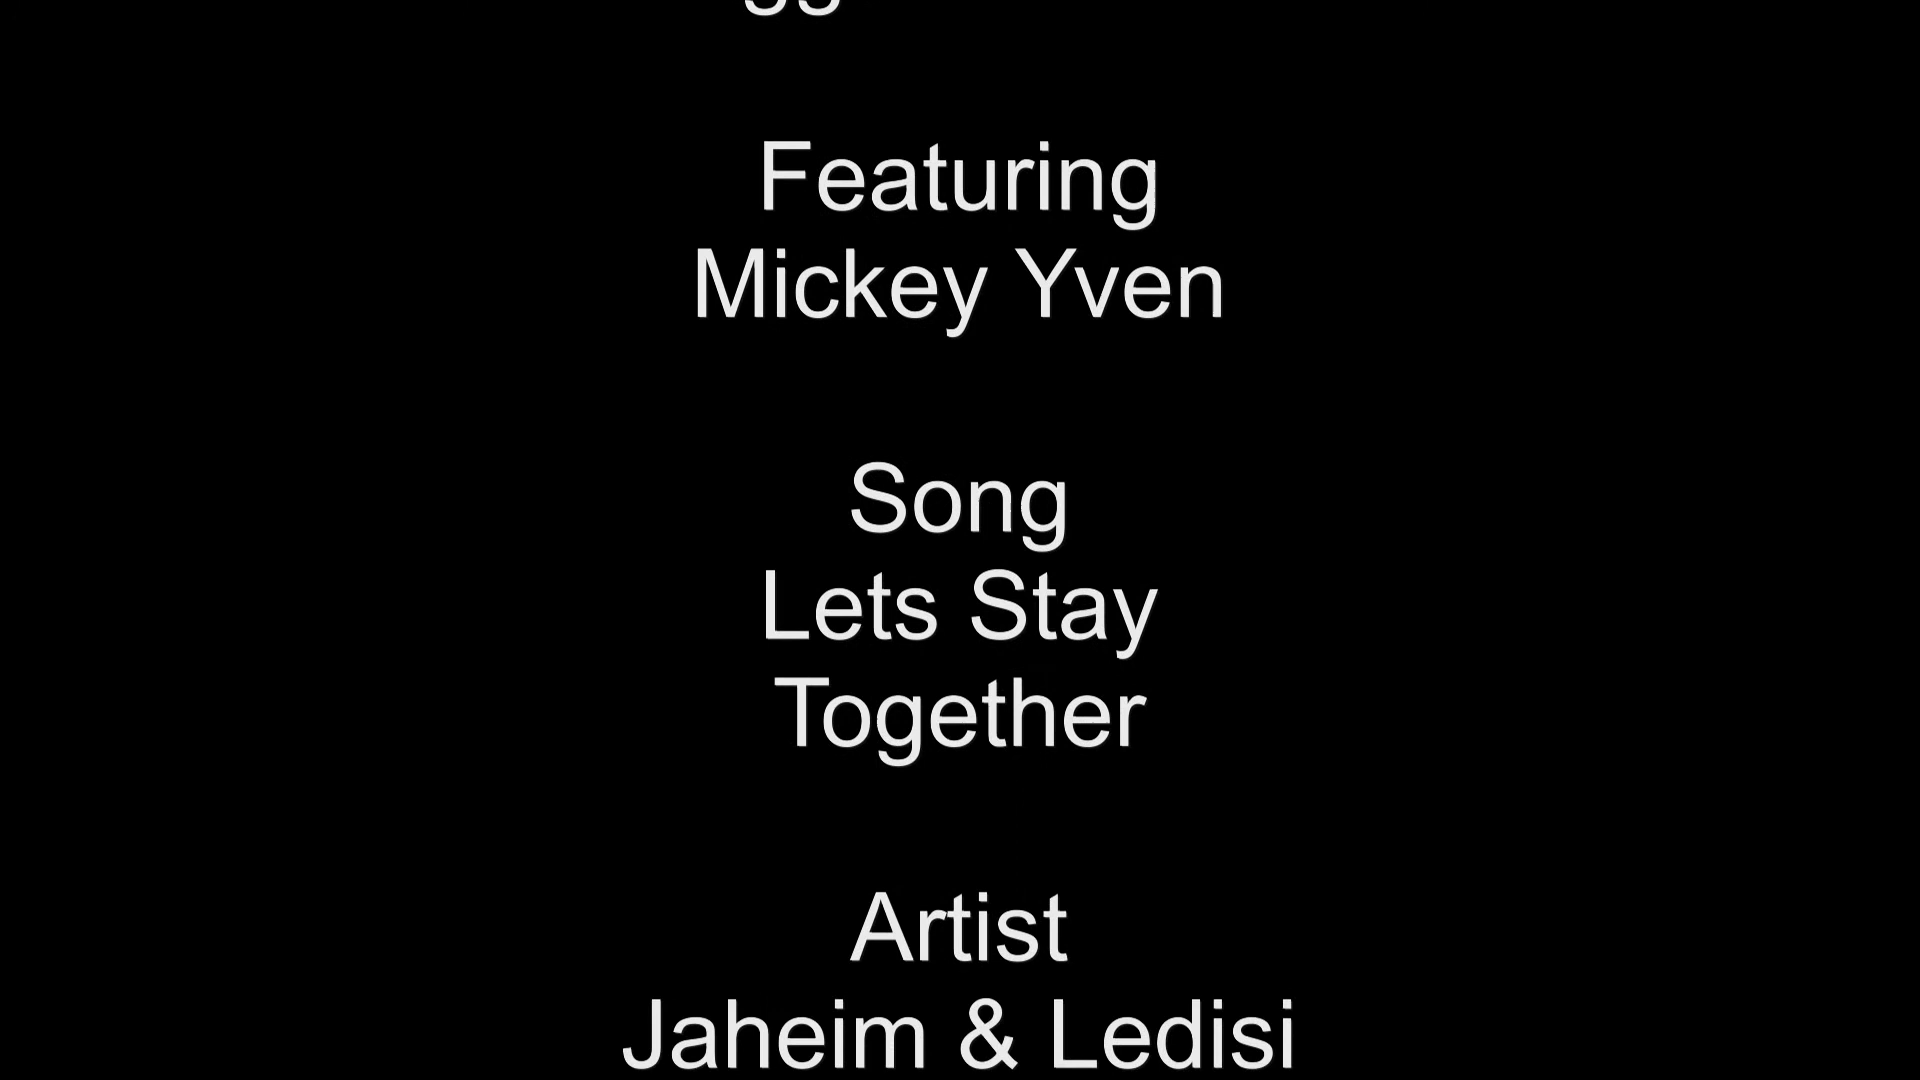 Featuring
Mickey Yven
Song
Lets Stay
Together
Artist
Jaheim & Ledisi